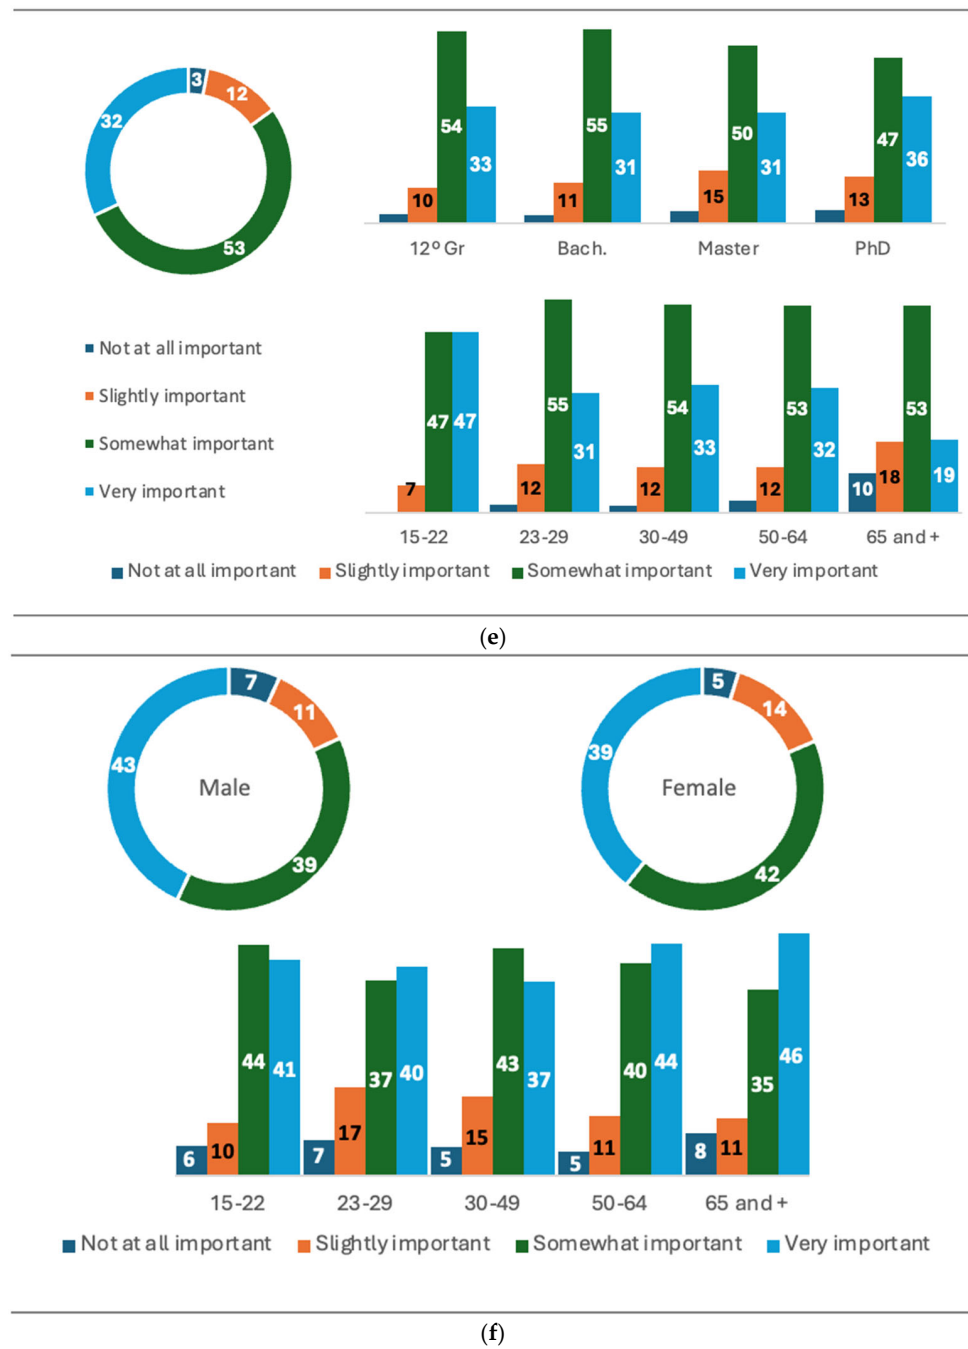 3
12
32
53
54
33
10
55
31
11
50
31
15
47
36
13
12º Gr Bach. Master PhD
Not at all important
Slightly important
Somewhat important
Very important
7 47 47
12 55 31
12 54 33
12 53 32
10 18 53 19
15-22 23-29 30-49 50-64 65 and +
Not at all important Slightly important Somewhat important Very important
(e)
7
11
43
39
Male
5
14
39
42
Female
6 10 44 41
7 17 37 40
5 15 43 37
5 11 40 44
8 11 35 46
15-22 23-29 30-49 50-64 65 and +
Not at all important Slightly important Somewhat important Very important
(f)